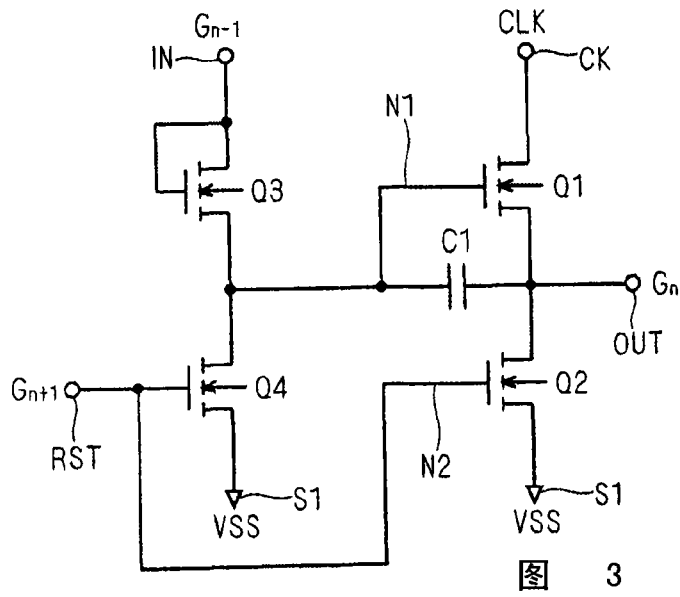 Gn-1
IN
CLK
CK
N1
Q3
Q1
C1
Gn
OUT
Gn+1
RST
Q4
Q2
N2
S1
VSS
S1
VSS
图 3